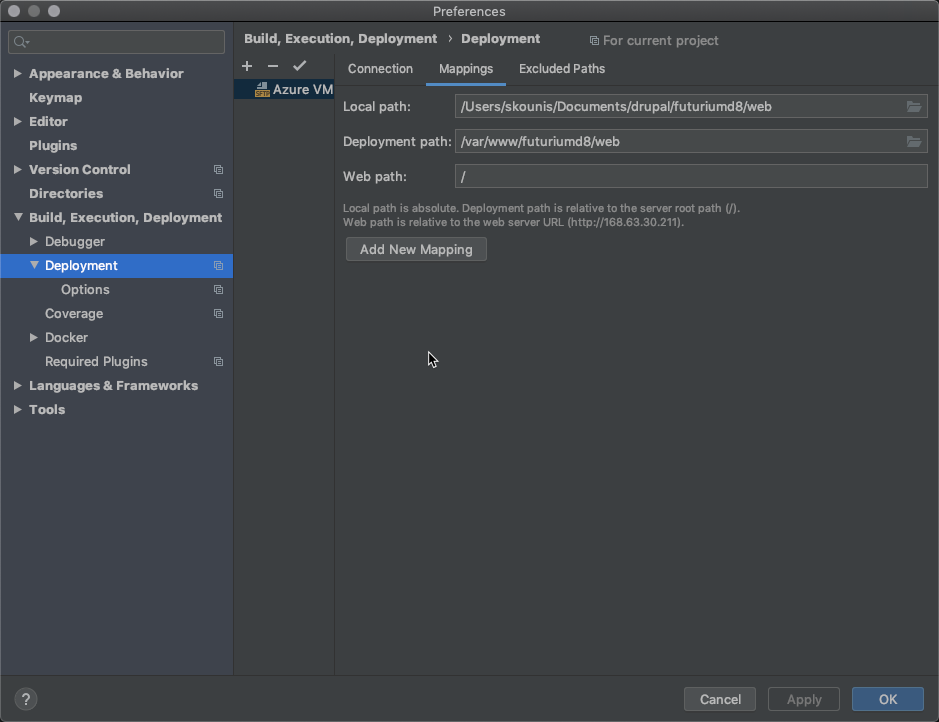 Preferences
Build, Execution, Deployment › Deployment
For current project
Appearance & Behavior
Keymap
Editor
Plugins
Version Control
Directories
Build, Execution, Deployment
Debugger
Deployment
Options
Coverage
Docker
Required Plugins
Languages & Frameworks
Tools
SFTP Azure VM
Connection Mappings Excluded Paths
Local path: /Users/skounis/Documents/drupal/futuriumd8/web
Deployment path: /var/www/futuriumd8/web
Web path: /
Local path is absolute. Deployment path is relative to the server root path (/).
Web path is relative to the web server URL (http://168.63.30.211).
Add New Mapping
? Cancel Apply OK